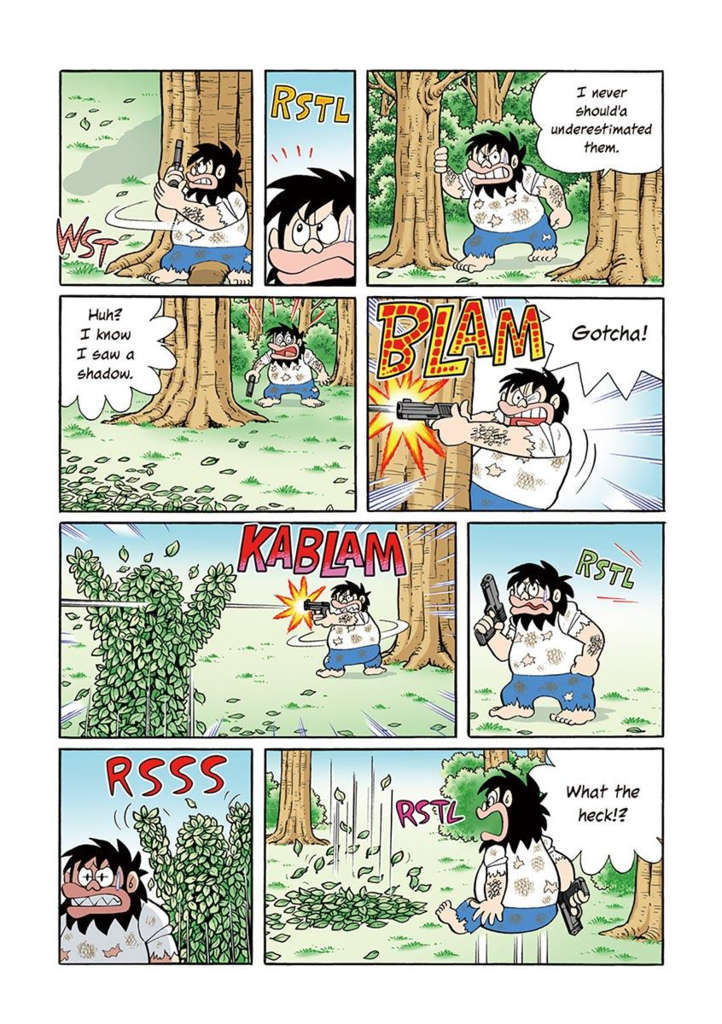 WST
RSTL
I never
should'a
underestimated
them.
Huh?
I know
I saw a
shadow.
BLAM
Gotcha!
KABLAM
RSTL
RSSS
RSTL
What the
heck!?